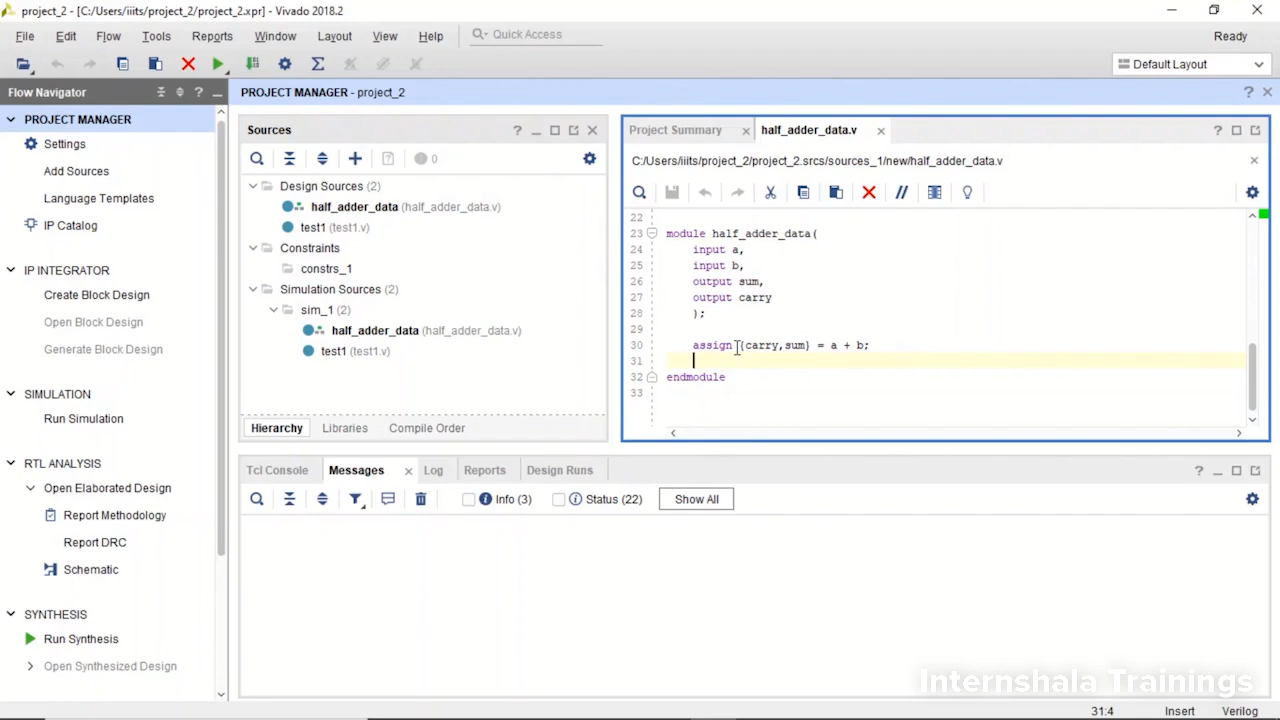 project_2 - [C:/Users/iiits/project_2/project_2.xpr] - Vivado 2018.2
File Edit Flow Tools Reports Window Layout View Help Quick Access Ready
Default Layout
Flow Navigator
PROJECT MANAGER - project_2
PROJECT MANAGER
Settings
Add Sources
Language Templates
IP Catalog
IP INTEGRATOR
Create Block Design
Open Block Design
Generate Block Design
SIMULATION
Run Simulation
RTL ANALYSIS
Open Elaborated Design
Report Methodology
Report DRC
Schematic
SYNTHESIS
Run Synthesis
Open Synthesized Design
Sources
0
Design Sources (2)
half_adder_data (half_adder_data.v)
test1 (test1.v)
Constraints
constrs_1
Simulation Sources (2)
sim_1 (2)
half_adder_data (half_adder_data.v)
test1 (test1.v)
Hierarchy Libraries Compile Order
Project Summary half_adder_data.v
C:/Users/iiits/project_2/project_2.srcs/sources_1/new/half_adder_data.v
22
23 module half_adder_data(
24 input a,
25 input b,
26 output sum,
27 output carry
28 );
29
30 assign {carry,sum} = a + b;
31
32 endmodule
33
Tcl Console Messages Log Reports Design Runs
Info (3) Status (22) Show All
Internshala Trainings
31:4 Insert Verilog